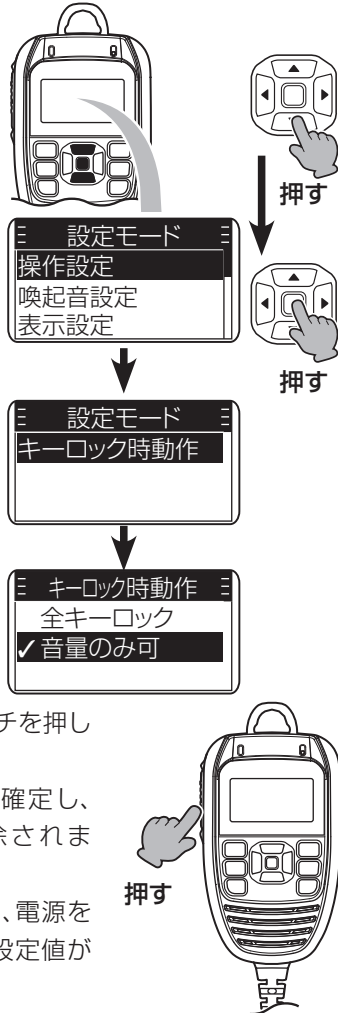 押す
設定モード
操作設定
喚起音設定
表示設定
押す
設定モード
キーロック時動作
キーロック時動作
全キーロック
✓音量のみ可
チを押し
確定し、
除されま
、電源を
設定値が
押す